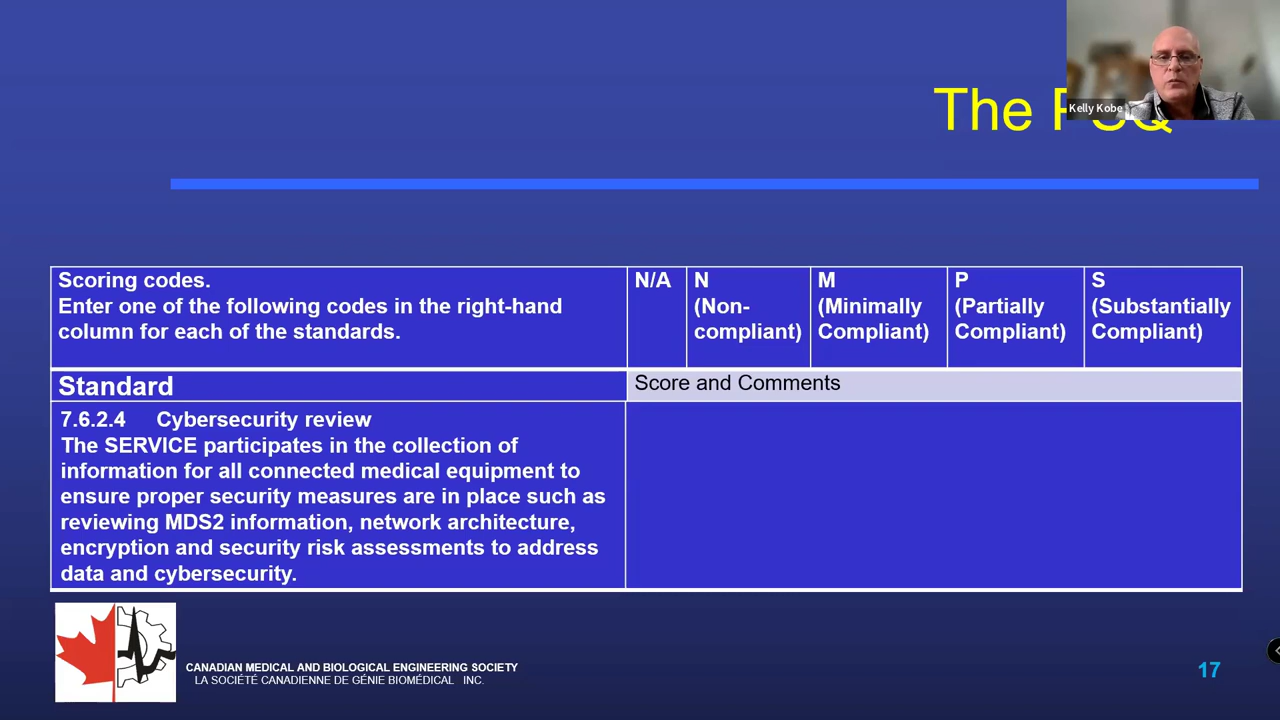 The
Kelly Kobe
Scoring codes.
Enter one of the following codes in the right-hand
column for each of the standards.
N/A
N
(Non-
compliant)
M
(Minimally
Compliant)
P
(Partially
Compliant)
S
(Substantially
Compliant)
Standard
Score and Comments
7.6.2.4 Cybersecurity review
The SERVICE participates in the collection of
information for all connected medical equipment to
ensure proper security measures are in place such as
reviewing MDS2 information, network architecture,
encryption and security risk assessments to address
data and cybersecurity.
CANADIAN MEDICAL AND BIOLOGICAL ENGINEERING SOCIETY
LA SOCIÉTÉ CANADIENNE DE GÉNIE BIOMÉDICAL INC.
17